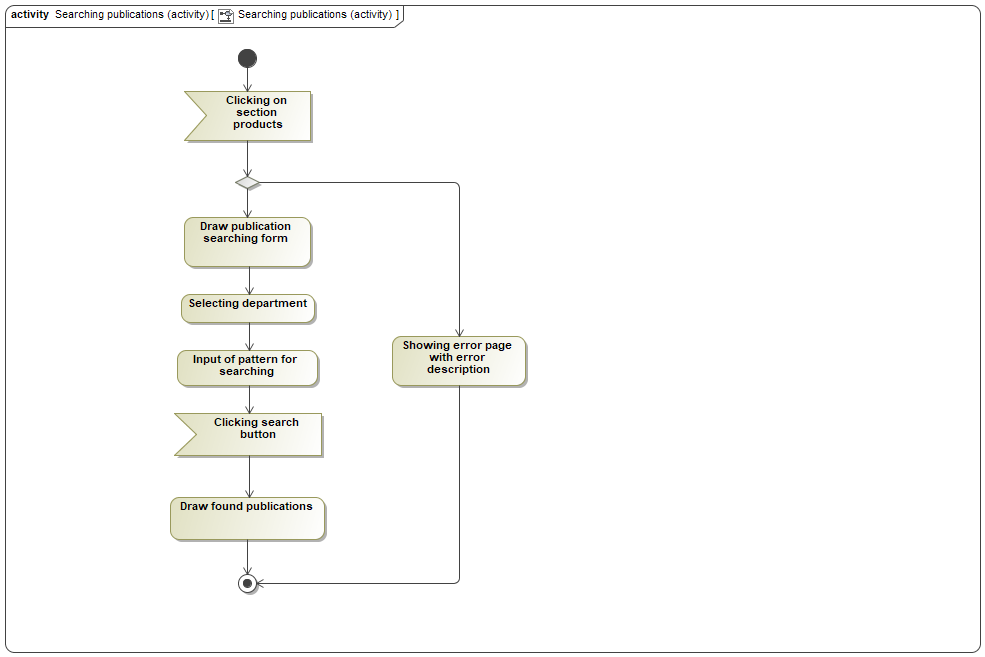 activity Searching publications (activity) [ Searching publications (activity) ]
Clicking on
section
products
Draw publication
searching form
Selecting department
Input of pattern for
searching
Clicking search
button
Draw found publications
Showing error page
with error
description